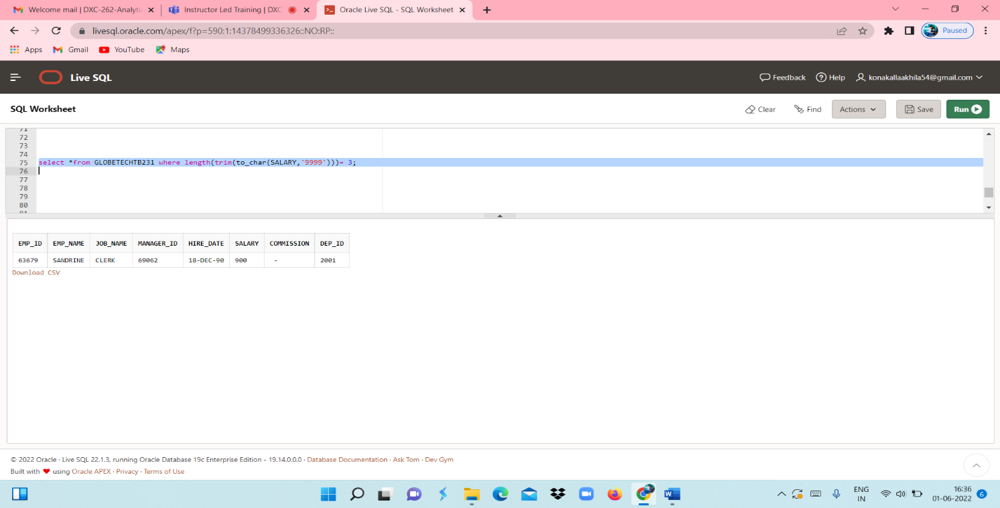 Welcome mail | DXC-262-Analyti
Instructor Led Training | DXC
Oracle Live SQL - SQL Worksheet
livesql.oracle.com/apex/f?p=590:1:14378499336326::NO:RP::
Paused
Apps Gmail YouTube Maps
Live SQL
Feedback Help konakallaakhila54@gmail.com
SQL Worksheet
Clear Find Actions Save Run
71
72
73
74
75 select *from GLOBETECHTB231 where length(trim(to_char(SALARY,'9999')))= 3;
76
77
78
79
80
81
EMP_ID EMP_NAME JOB_NAME MANAGER_ID HIRE_DATE SALARY COMMISSION DEP_ID
63679 SANDRINE CLERK 69062 18-DEC-90 900 - 2001
Download CSV
© 2022 Oracle · Live SQL 22.1.3, running Oracle Database 19c Enterprise Edition - 19.14.0.0.0 · Database Documentation · Ask Tom · Dev Gym
Built with ❤ using Oracle APEX · Privacy · Terms of Use
ENG
IN
16:36
01-06-2022
6